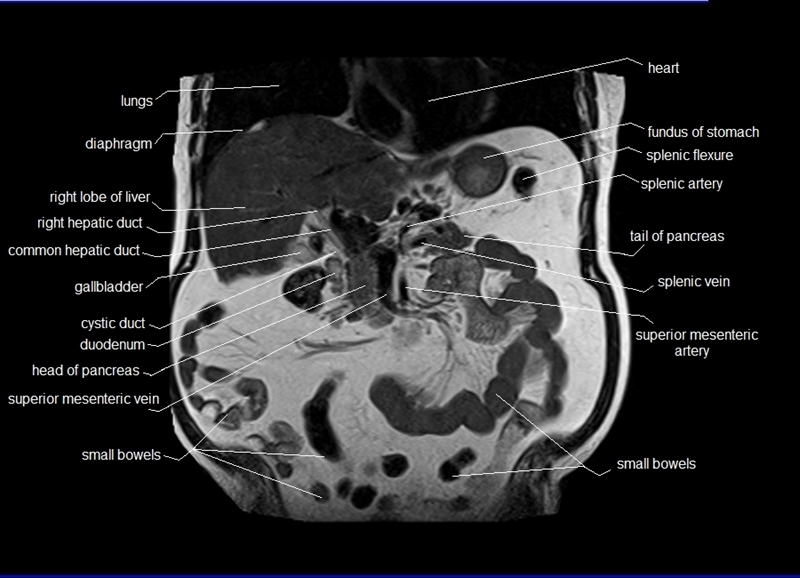 lungs
diaphragm
right lobe of liver
right hepatic duct
common hepatic duct
gallbladder
cystic duct
duodenum
head of pancreas
superior mesenteric vein
small bowels
heart
fundus of stomach
splenic flexure
splenic artery
tail of pancreas
splenic vein
superior mesenteric
artery
small bowels